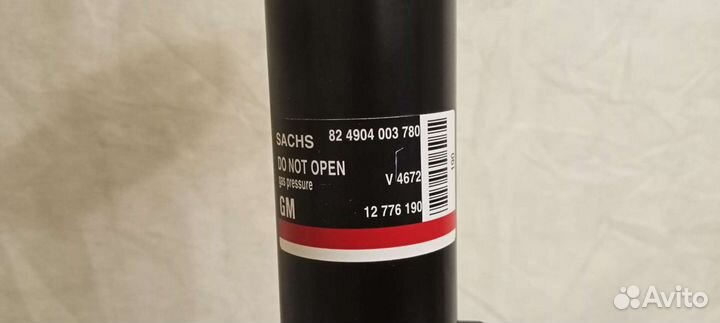 SACHS 82 4904 003 780
DO NOT OPEN
gas pressure V 4672
GM 12 776 190
190
Avito